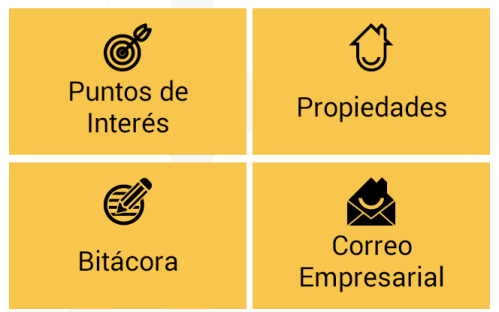 Puntos de
Interés
Propiedades
Bitácora
Correo
Empresarial